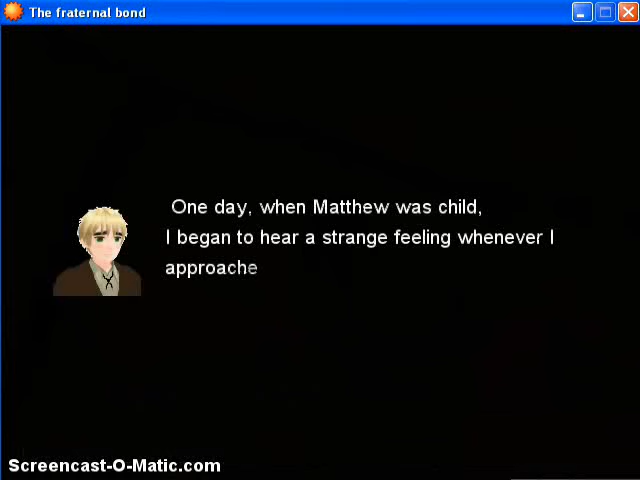 The fraternal bond
One day, when Matthew was child,
I began to hear a strange feeling whenever I
approache
Screencast-O-Matic.com